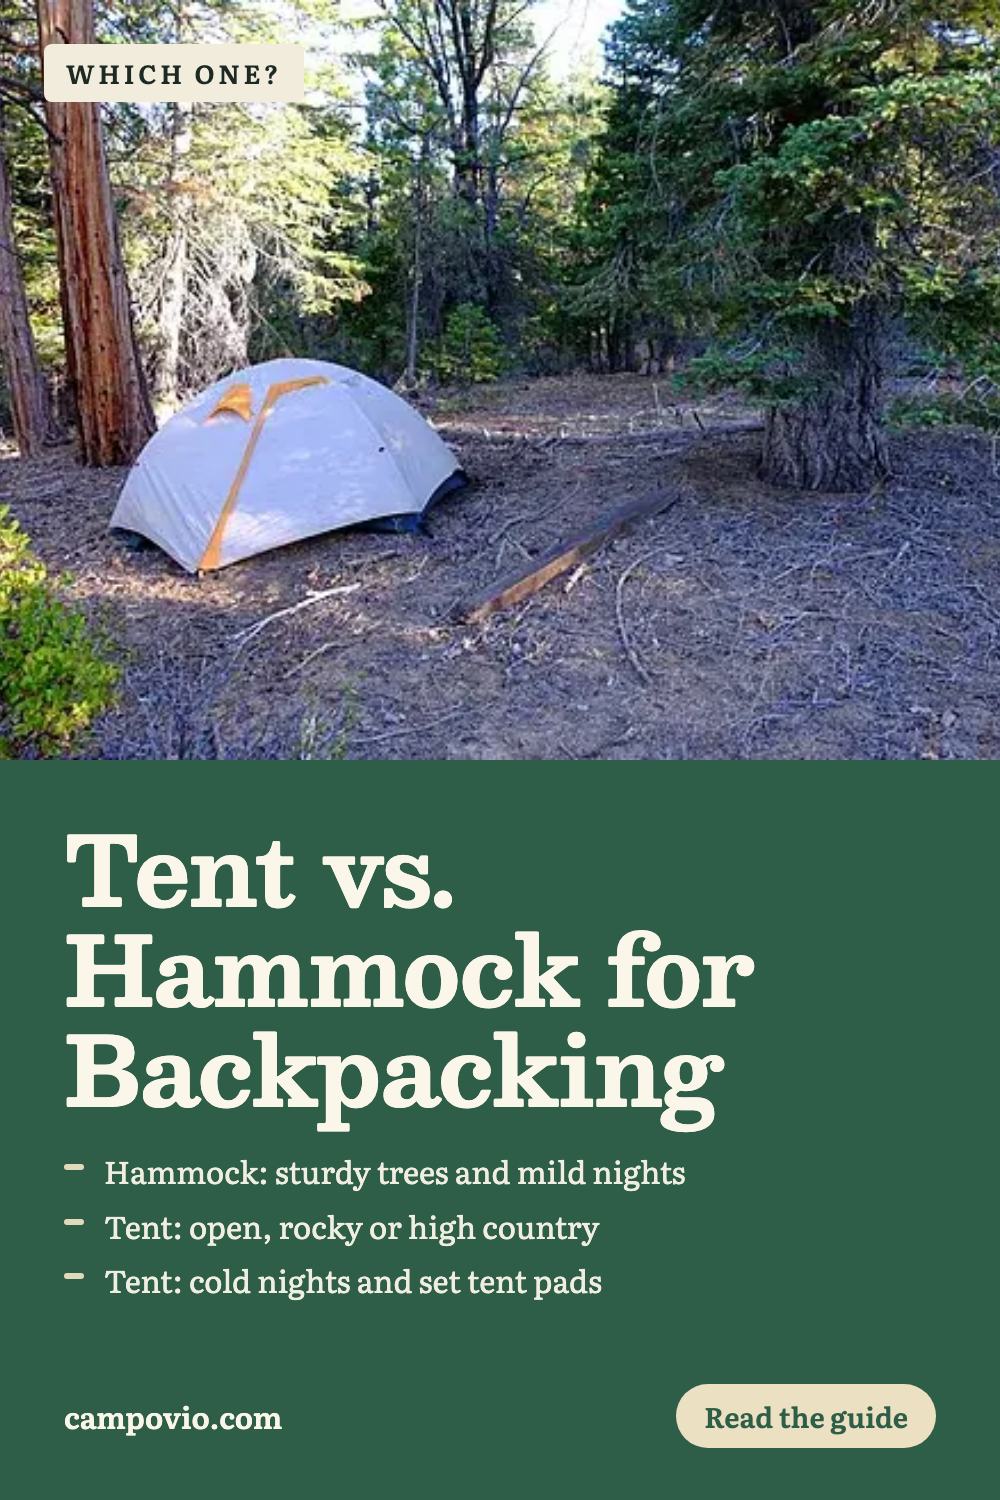 WHICH ONE?
Tent vs.
Hammock for
Backpacking
Hammock: sturdy trees and mild nights
Tent: open, rocky or high country
Tent: cold nights and set tent pads
campovio.com
Read the guide